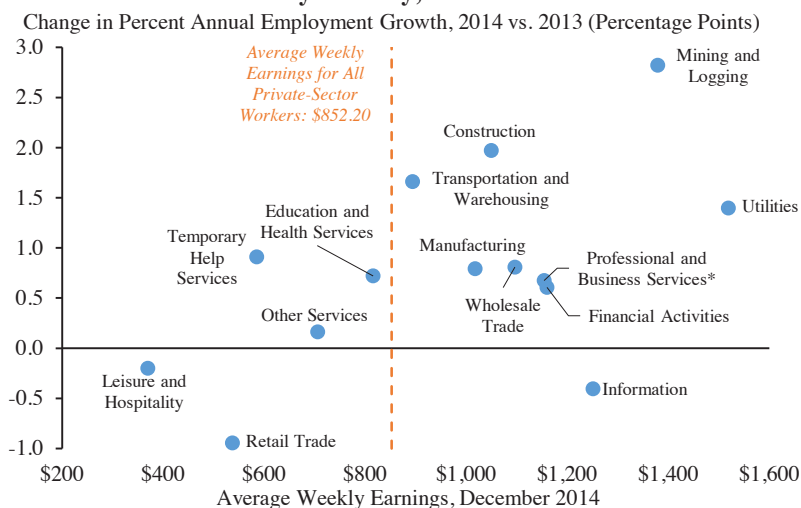 Change in Percent Annual Employment Growth, 2014 vs. 2013 (Percentage Points)
3.0
2.5
2.0
1.5
1.0
0.5
0.0
-0.5
-1.0
Average Weekly
Earnings for All
Private-Sector
Workers: $852.20
Mining and
Logging
Construction
Transportation and
Warehousing
Utilities
Education and
Health Services
Temporary
Help
Services
Manufacturing
Professional and
Business Services*
Wholesale
Trade
Financial Activities
Other Services
Leisure and
Hospitality
Information
Retail Trade
$200 $400 $600 $800 $1,000 $1,200 $1,400 $1,600
Average Weekly Earnings, December 2014